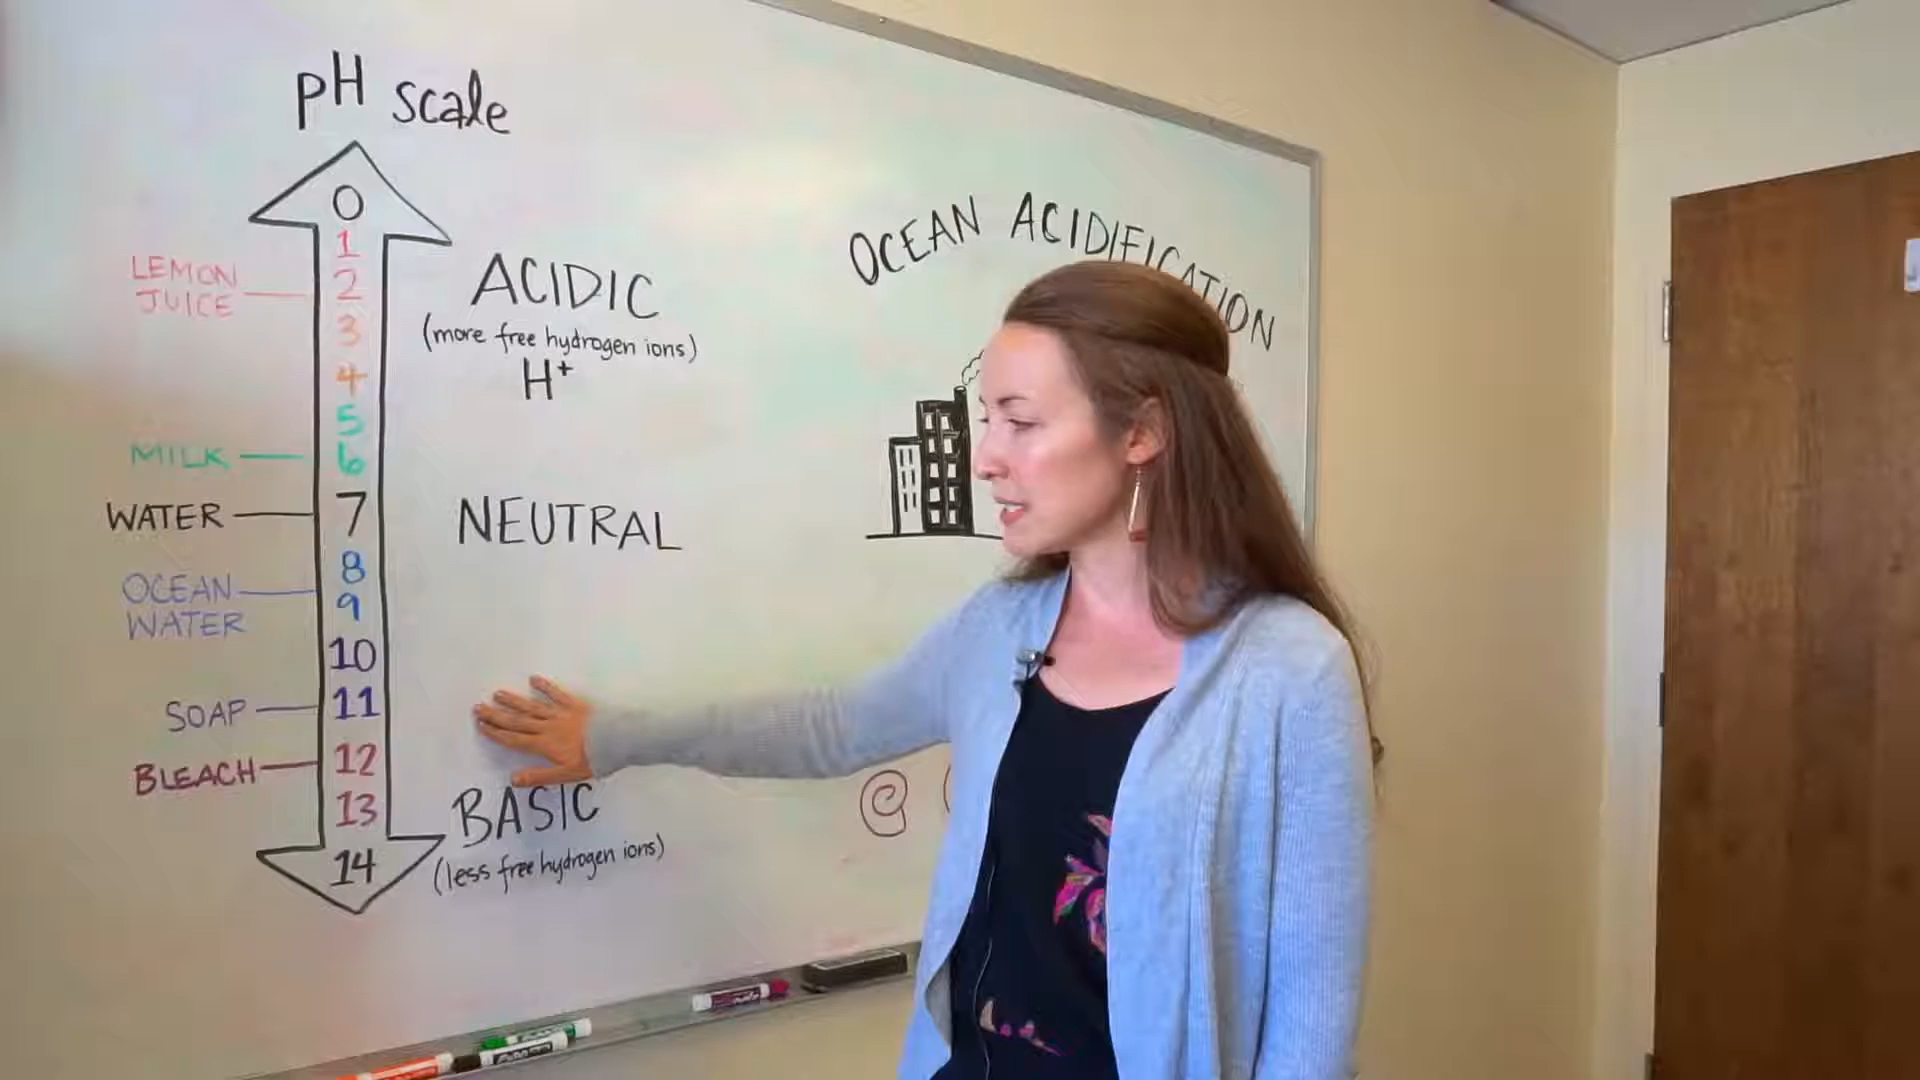 pH scale
0
1
LEMON
JUICE
2
3
4
5
MILK
6
WATER
7
8
OCEAN
WATER
9
10
SOAP
11
BLEACH
12
13
14
ACIDIC
(more free hydrogen ions)
H+
NEUTRAL
BASIC
(less free hydrogen ions)
OCEAN ACIDIFICATION